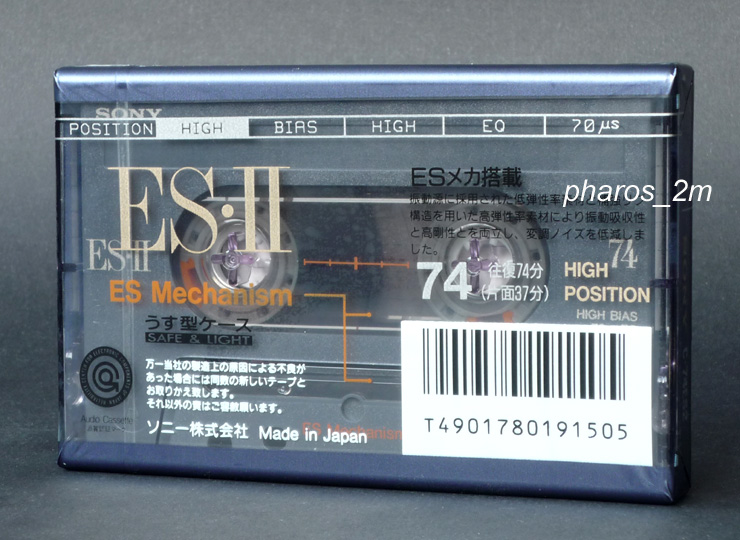 SONY
POSITION HIGH BIAS HIGH EQ 70μs
ES・II
ESメカ搭載
pharos_2m
構造を用いた高弾性率素材により振動吸収性
と高剛性とを両立し、変調ノイズを低減しま
した。
ES・II
74
74 往復74分
(片面37分)
HIGH
POSITION
HIGH BIAS
ES Mechanism
うす型ケース
SAFE & LIGHT
万一当社の製造上の原因による不良が
あった場合には同数の新しいテープと
お取りかえ致します。
それ以外の責はご容赦願います。
Audio Cassette
ソニー株式会社 Made in Japan
ES Mechanism
T4901780191505